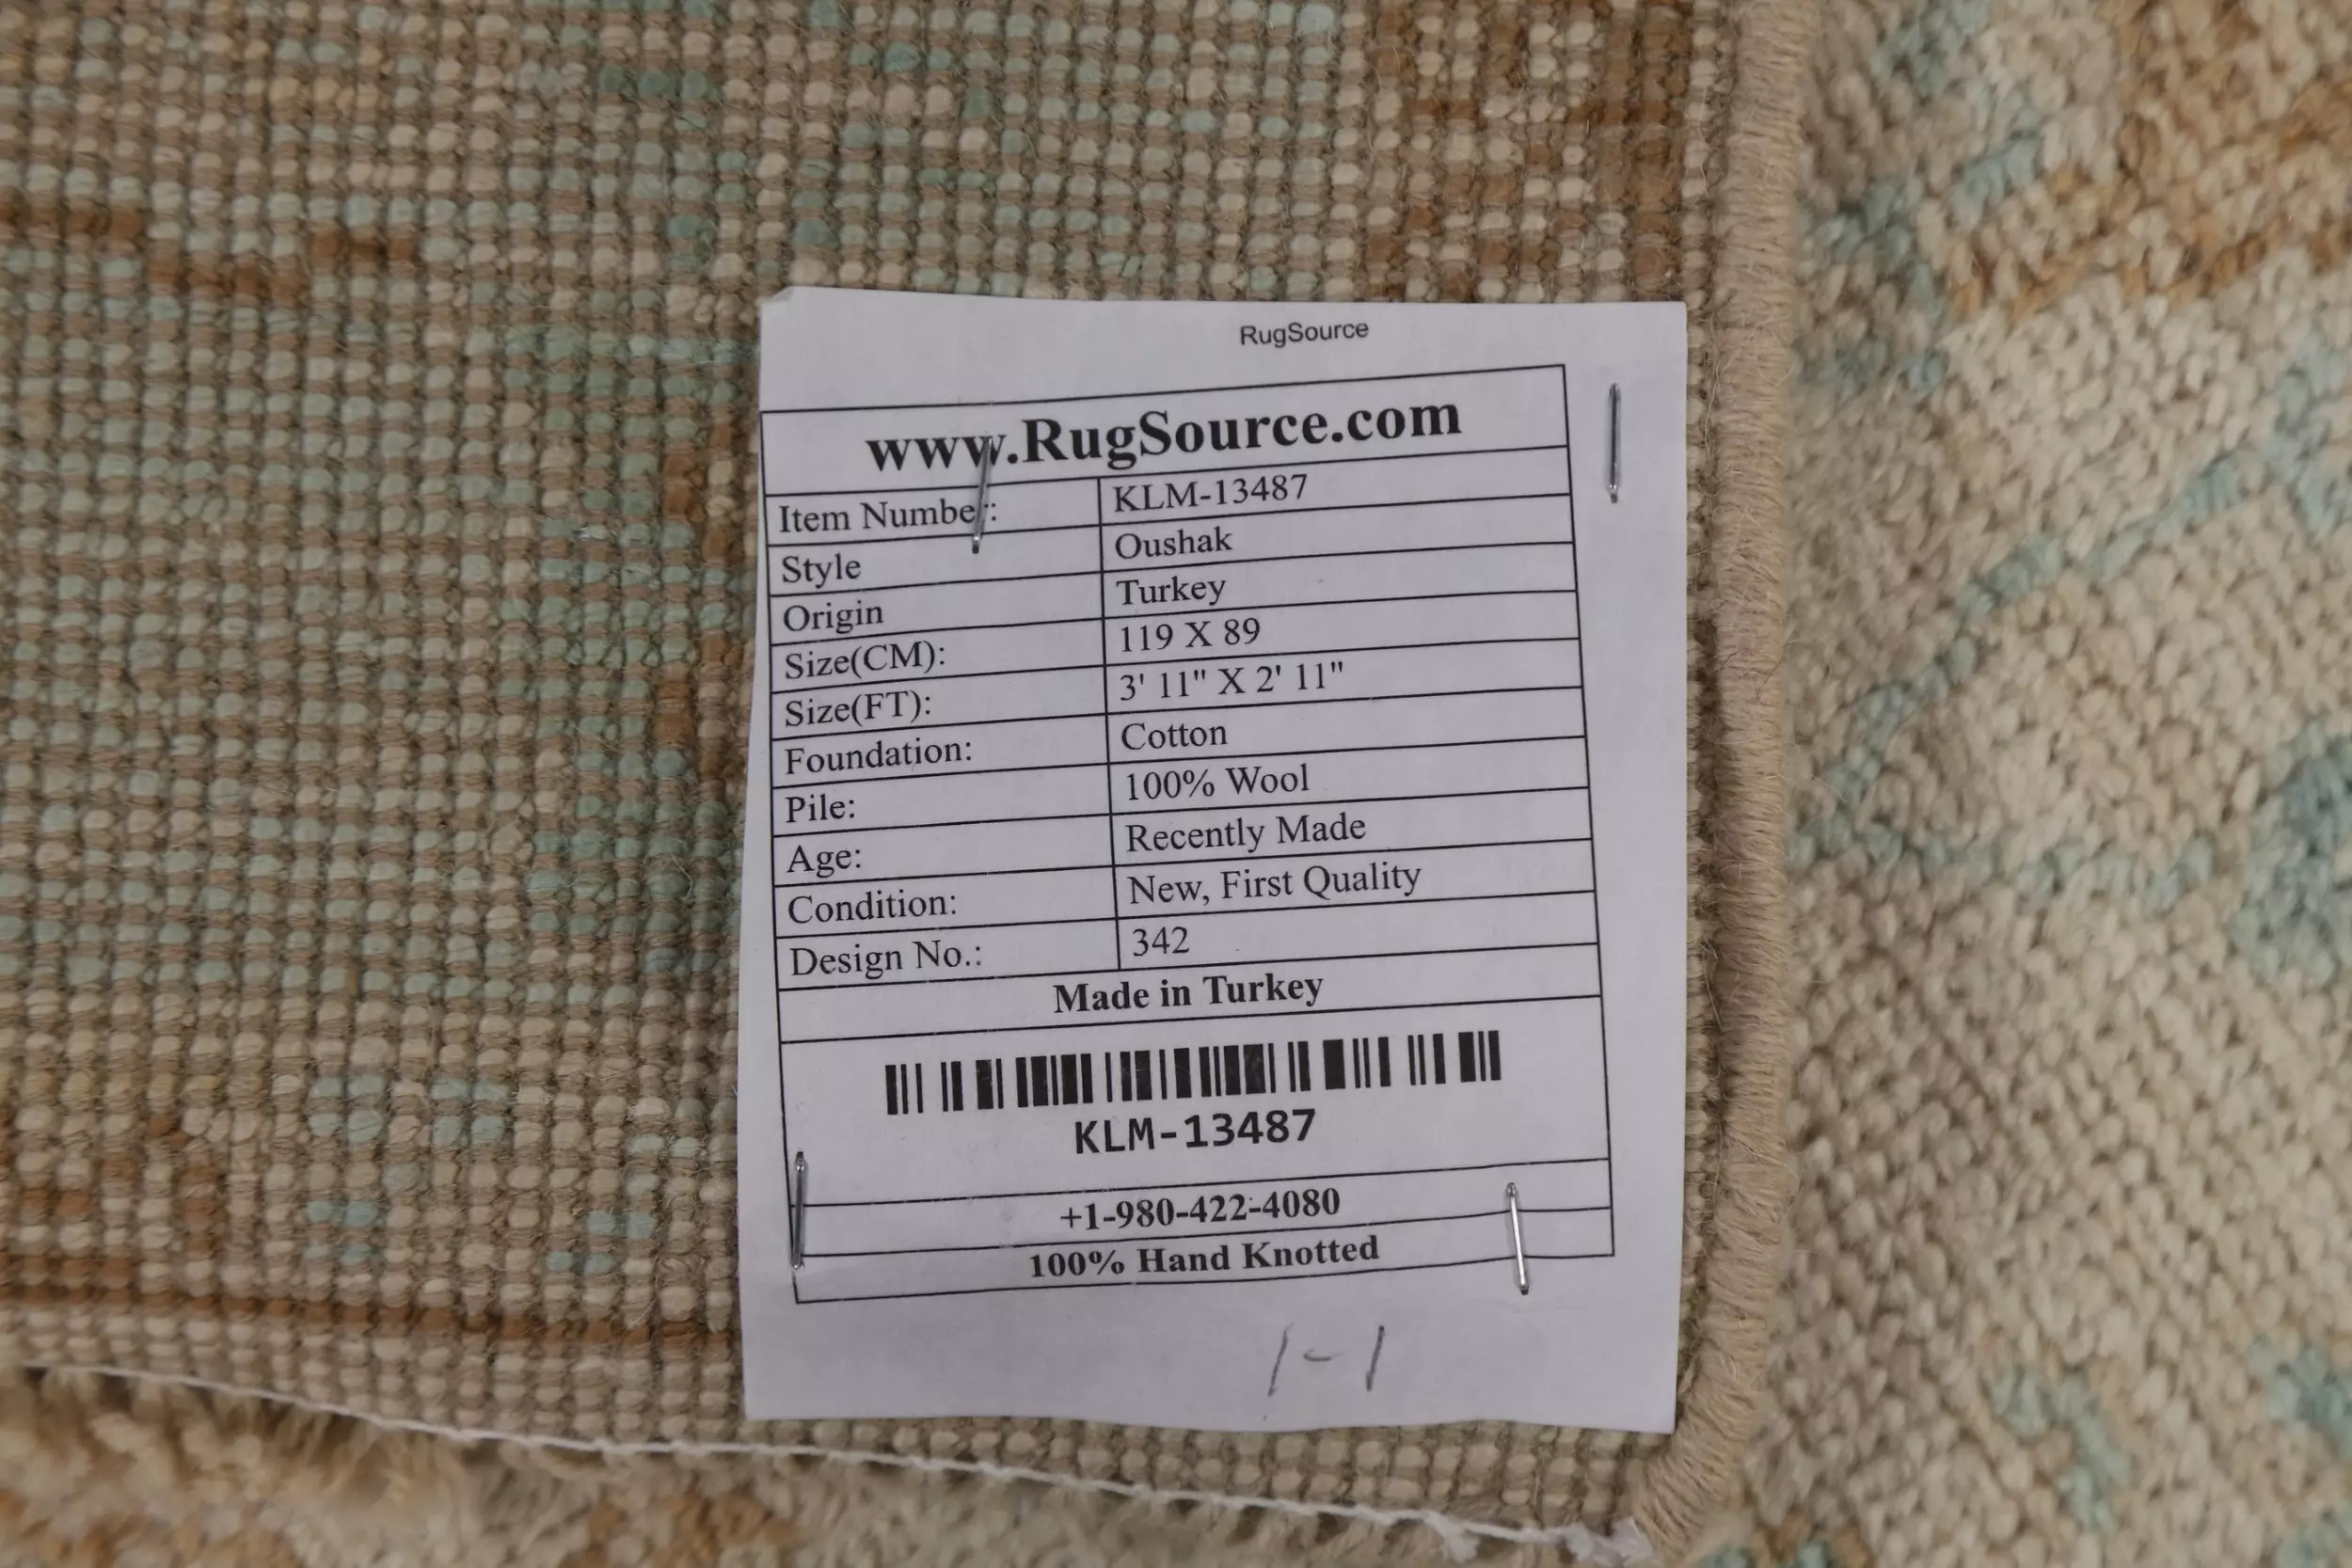 RugSource
www.RugSource.com
Item Number: KLM-13487
Style Oushak
Origin Turkey
Size(CM): 119 X 89
Size(FT): 3' 11" X 2' 11"
Foundation: Cotton
Pile: 100% Wool
Age: Recently Made
Condition: New, First Quality
Design No.: 342
Made in Turkey
KLM-13487
+1-980-422-4080
100% Hand Knotted
1-1